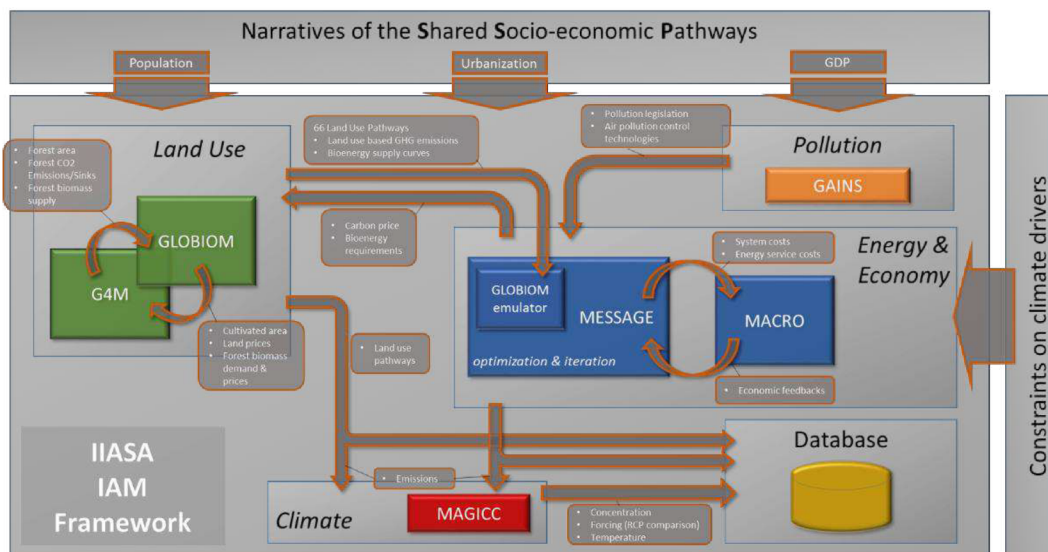 Narratives of the Shared Socio-economic Pathways
Population
Urbanization
GDP
Land Use
• Forest area
• Forest CO2
Emissions/Sinks
• Forest biomass
supply
GLOBIOM
G4M
• Cultivated area
• Land prices
• Forest biomass
demand &
prices
66 Land Use Pathways
• Land use based GHG emissions
• Bioenergy supply curves
• Carbon price
• Bioenergy
requirements
• Pollution legislation
• Air pollution control
technologies
Pollution
GAINS
Energy &
Economy
• System costs
• Energy service costs
GLOBIOM
emulator
MESSAGE
optimization & iteration
MACRO
• Economic feedbacks
• Land use
pathways
• Emissions
Climate
MAGICC
• Concentration
• Forcing (RCP comparison)
• Temperature
Database
IIASA
IAM
Framework
Constraints on climate drivers